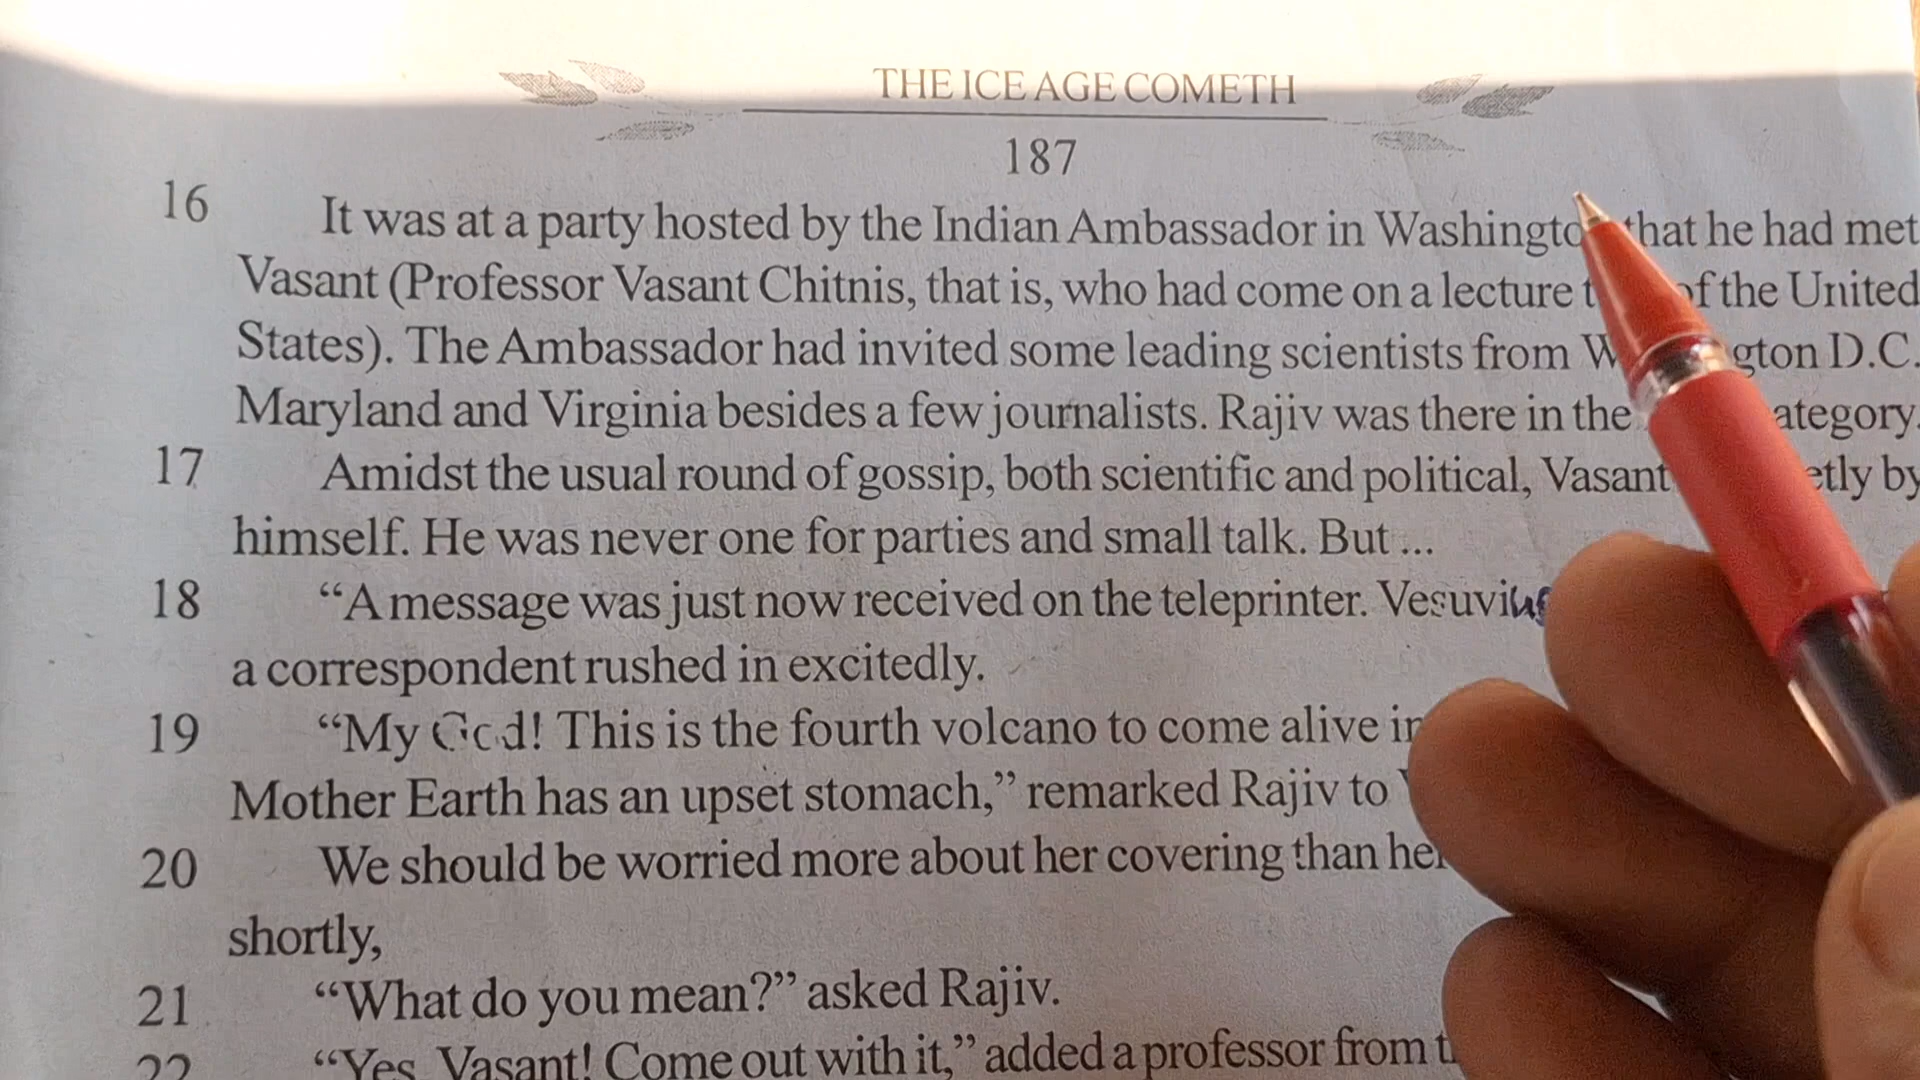 THE ICE AGE COMETH
187
16 It was at a party hosted by the Indian Ambassador in that he had met
Vasant (Professor Vasant Chitnis, that is, who had come on a lecture of the United
States). The Ambassador had invited some leading scientists from D.C.
Maryland and Virginia besides a few journalists. Rajiv was there in the
17 Amidst the usual round of gossip, both scientific and political, Vasant by
himself. He was never one for parties and small talk. But ...
18 “A message was just now received on the teleprinter. Vesuvius
a correspondent rushed in excitedly.
19 “My God! This is the fourth volcano to come alive
Mother Earth has an upset stomach,” remarked Rajiv to
20 We should be worried more about her covering than
shortly,
21 “What do you mean?” asked Rajiv.
22 “Yes Vasant! Come out with it,” added a professor from